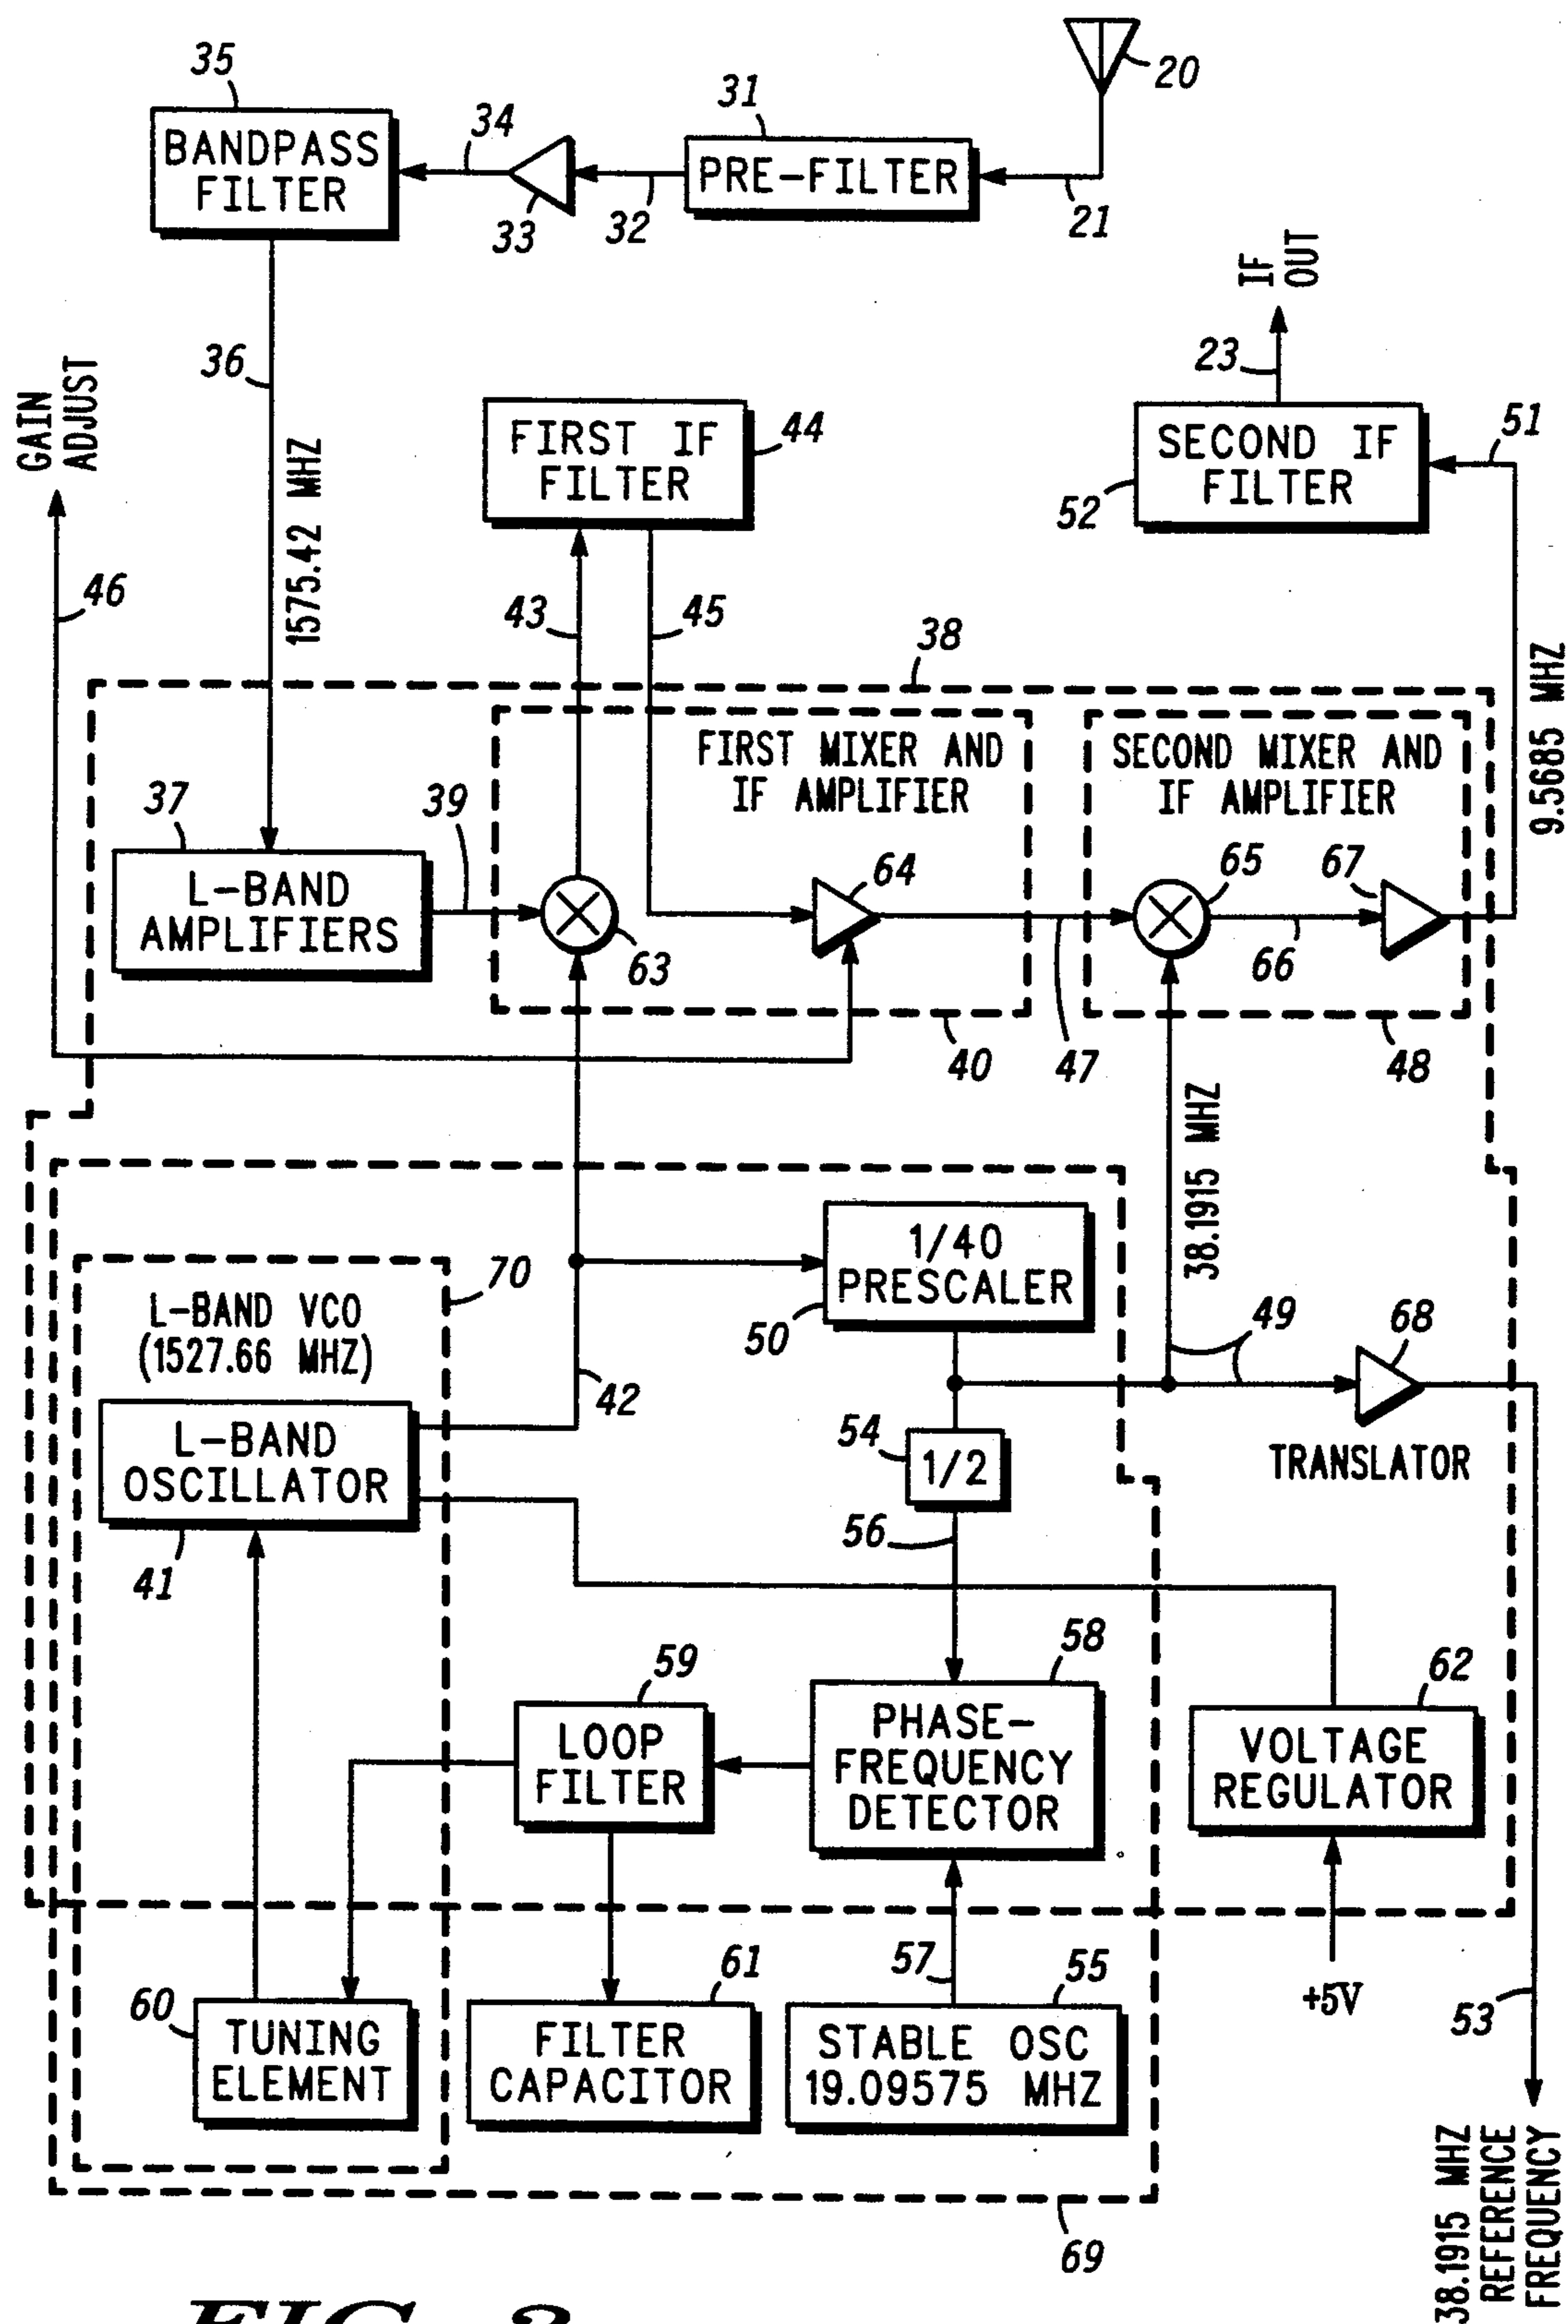 35
BANDPASS
FILTER
34
33
32
31
PRE-FILTER
20
21
36
1575.42 MHZ
GAIN
ADJUST
46
FIRST IF
FILTER
44
43
45
IF
OUT
23
SECOND IF
FILTER
52
51
9.5685 MHZ
38
37
L-BAND
AMPLIFIERS
39
FIRST MIXER AND
IF AMPLIFIER
63
64
40
47
SECOND MIXER AND
IF AMPLIFIER
65
66
67
48
38.1915 MHZ
70
L-BAND VCO
(1527.66 MHZ)
L-BAND
OSCILLATOR
41
42
1/40
PRESCALER
50
49
68
TRANSLATOR
54
1/2
56
58
PHASE-
FREQUENCY
DETECTOR
59
LOOP
FILTER
62
VOLTAGE
REGULATOR
+5V
60
TUNING
ELEMENT
61
FILTER
CAPACITOR
57
55
STABLE OSC
19.09575 MHZ
53
38.1915 MHZ
REFERENCE
FREQUENCY
69